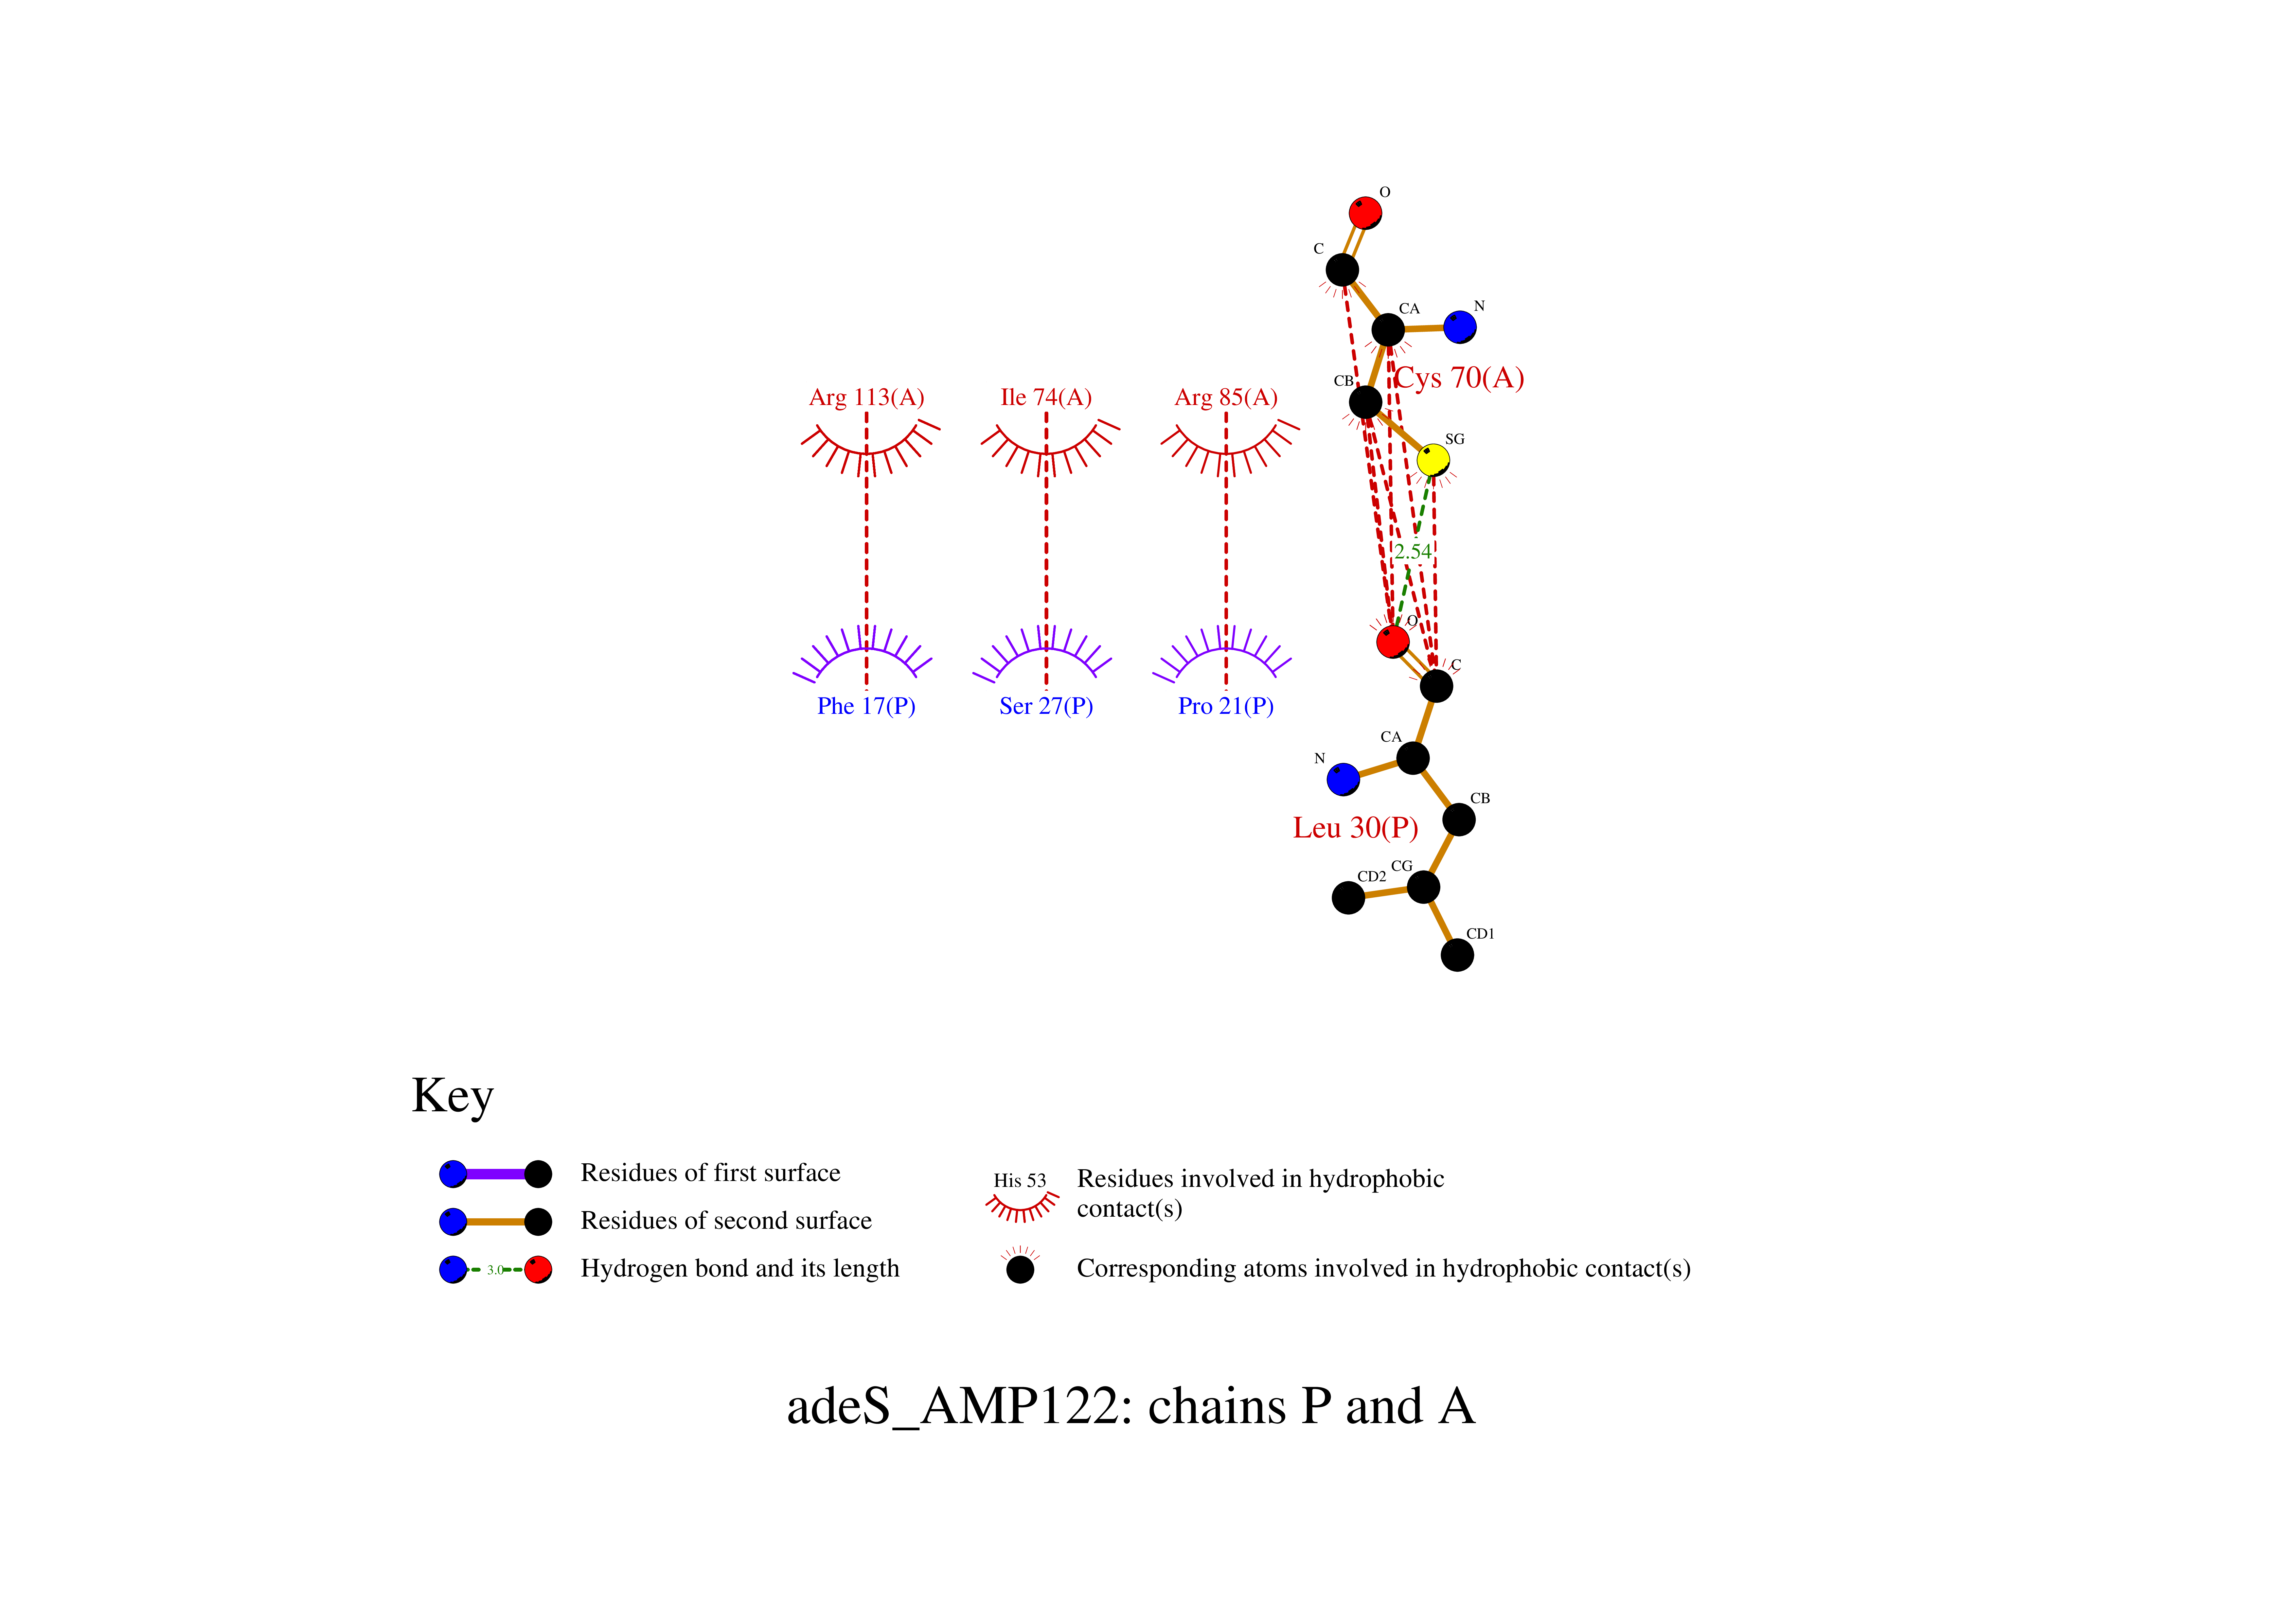 O
C
CA
N
Cys 70(A)
CB
SG
Arg 113(A)
Ile 74(A)
Arg 85(A)
2.54
O
C
Phe 17(P)
Ser 27(P)
Pro 21(P)
CA
N
CB
Leu 30(P)
CG
CD2
CD1
Key
Residues of first surface
Residues of second surface
3.0
Hydrogen bond and its length
His 53
Residues involved in hydrophobic
contact(s)
Corresponding atoms involved in hydrophobic contact(s)
adeS_AMP122: chains P and A